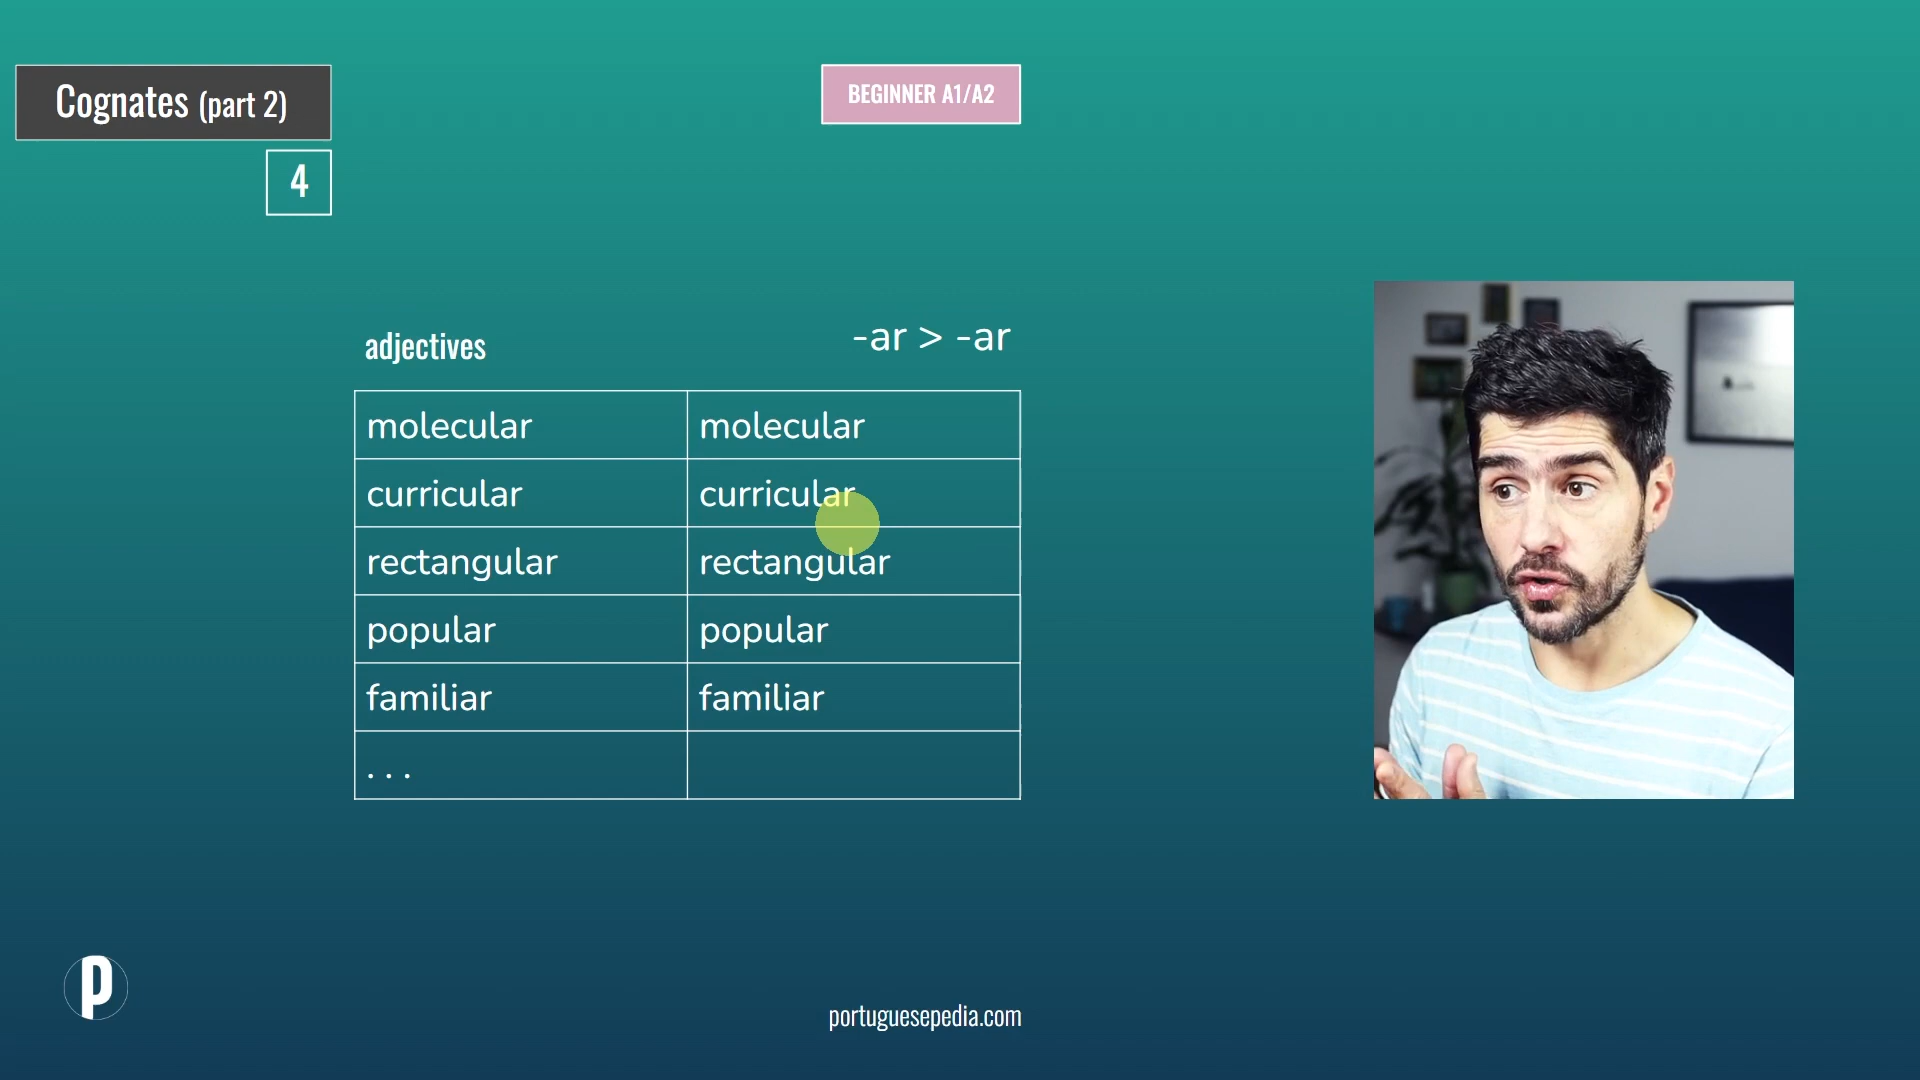 Cognates (part 2)
BEGINNER A1/A2
4
adjectives
-ar > -ar
molecular molecular
curricular curricular
rectangular rectangular
popular popular
familiar familiar
. . .
p
portuguesepedia.com